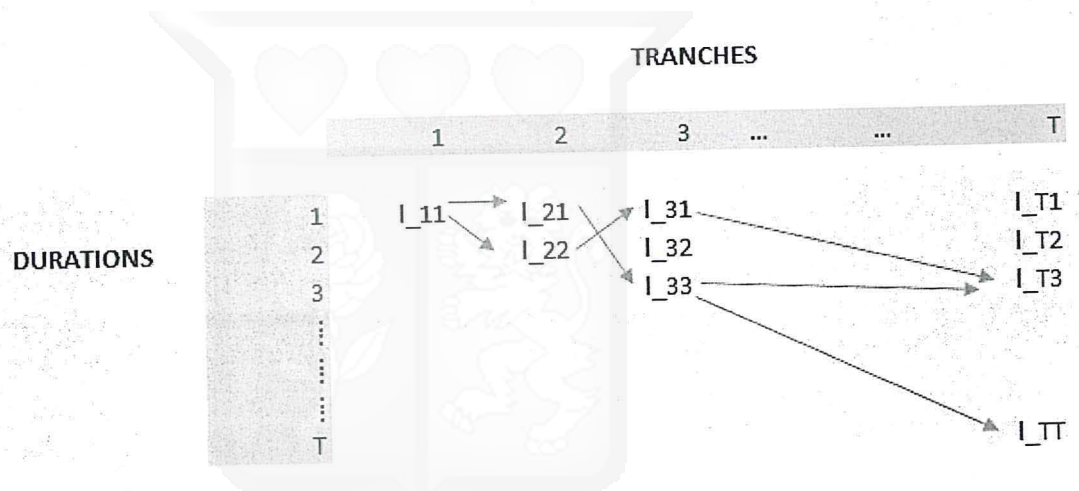 TRANCHES
1 2 3 ... ... T
1 I_11 I_21 I_31 I_T1
DURATIONS 2 I_22 I_32 I_T2
3 I_33 I_T3
T I_TT